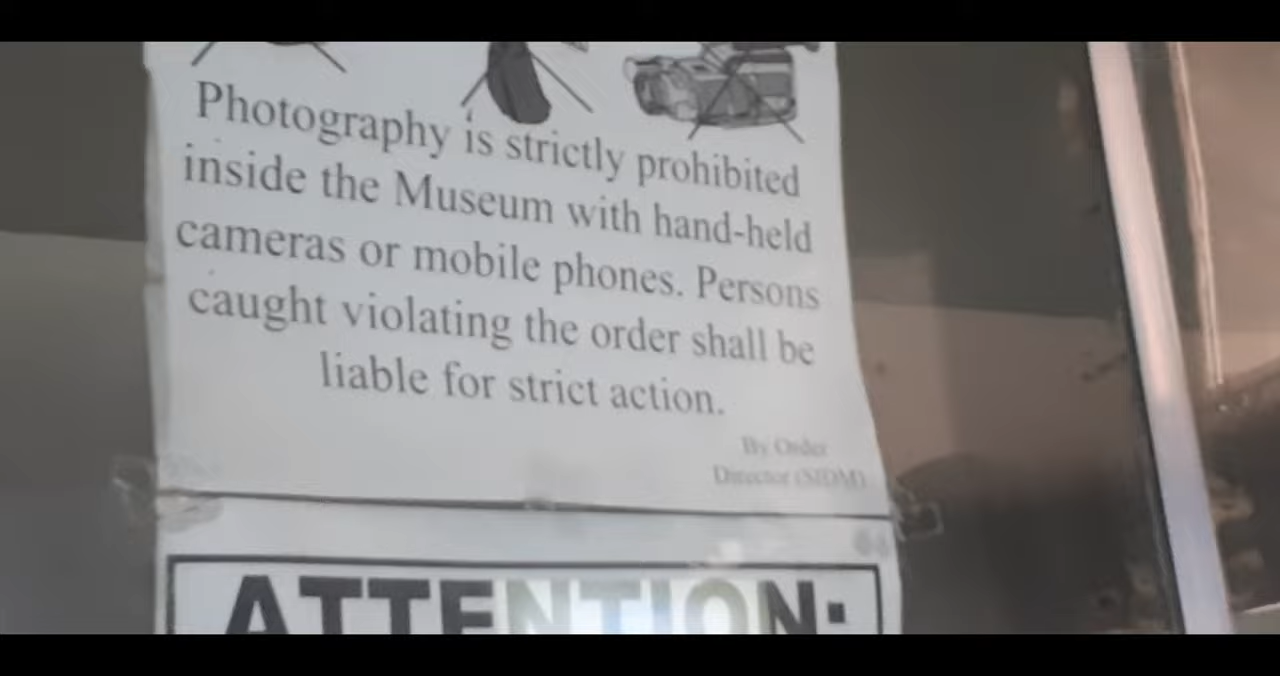 Photography is strictly prohibited
inside the Museum with hand-held
cameras or mobile phones. Persons
caught violating the order shall be
liable for strict action.
By Order
Director (SIDM)
ATTENTION: